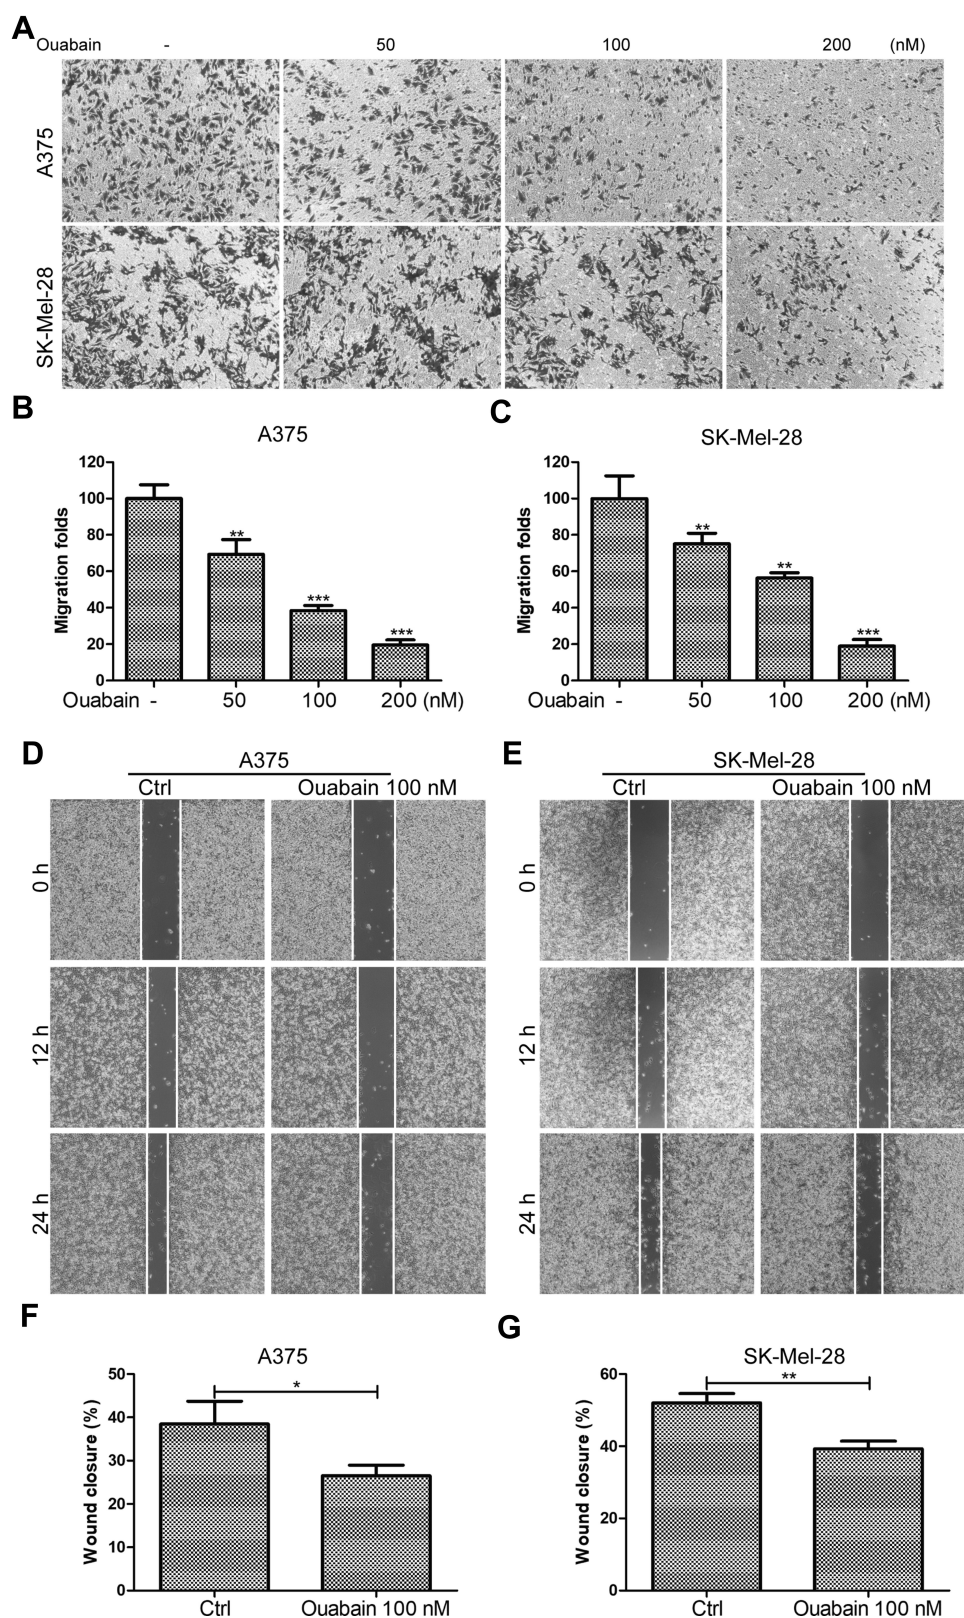 A
Ouabain - 50 100 200 (nM)
A375
SK-Mel-28
B
A375
Migration folds
120
100
80
60
40
20
0
**
***
***
Ouabain - 50 100 200 (nM)
C
SK-Mel-28
Migration folds
120
100
80
60
40
20
0
**
**
***
Ouabain - 50 100 200 (nM)
D
A375
Ctrl Ouabain 100 nM
0 h
12 h
24 h
E
SK-Mel-28
Ctrl Ouabain 100 nM
0 h
12 h
24 h
F
A375
Wound closure (%)
50
40
30
20
10
0
*
Ctrl Ouabain 100 nM
G
SK-Mel-28
Wound closure (%)
60
40
20
0
**
Ctrl Ouabain 100 nM